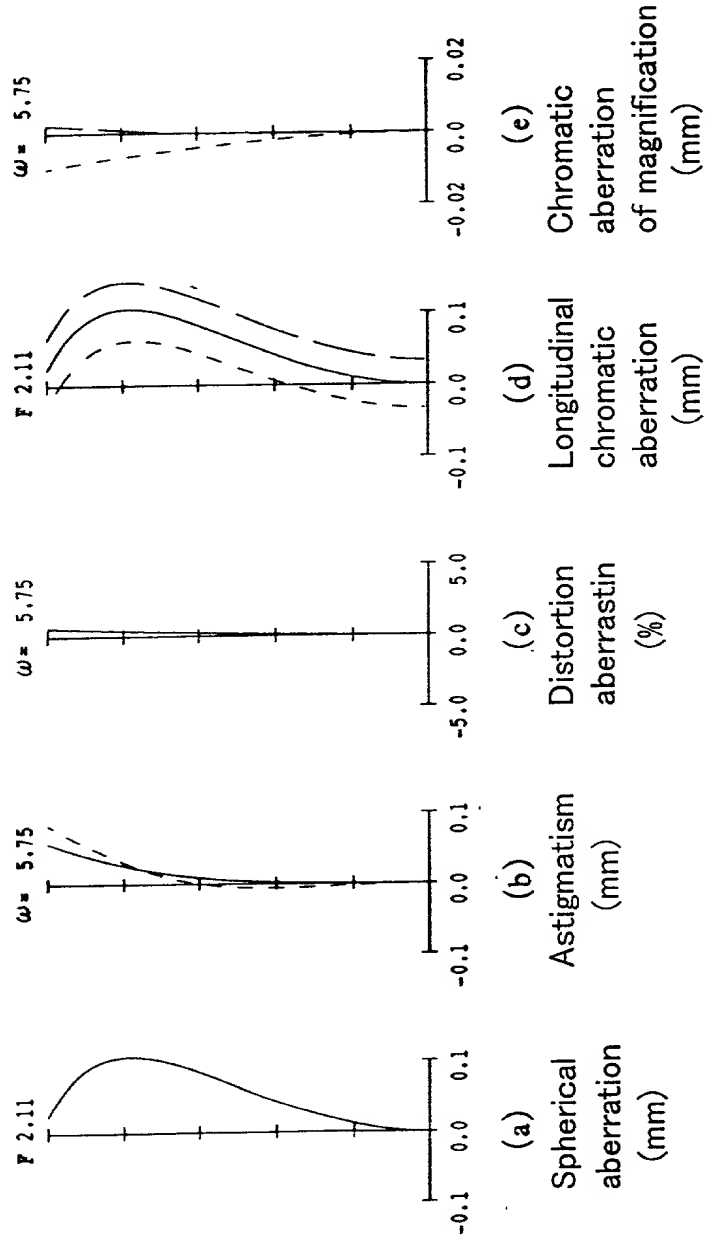 F 2.11
-0.1 0.0 0.1
(a)
Spherical
aberration
(mm)
ω= 5.75
-0.1 0.0 0.1
(b)
Astigmatism
(mm)
ω= 5.75
-5.0 0.0 5.0
(c)
Distortion
aberrastin
(%)
F 2.11
-0.1 0.0 0.1
(d)
Longitudinal
chromatic
aberration
(mm)
ω= 5.75
-0.02 0.0 0.02
(e)
Chromatic
aberration
of magnification
(mm)